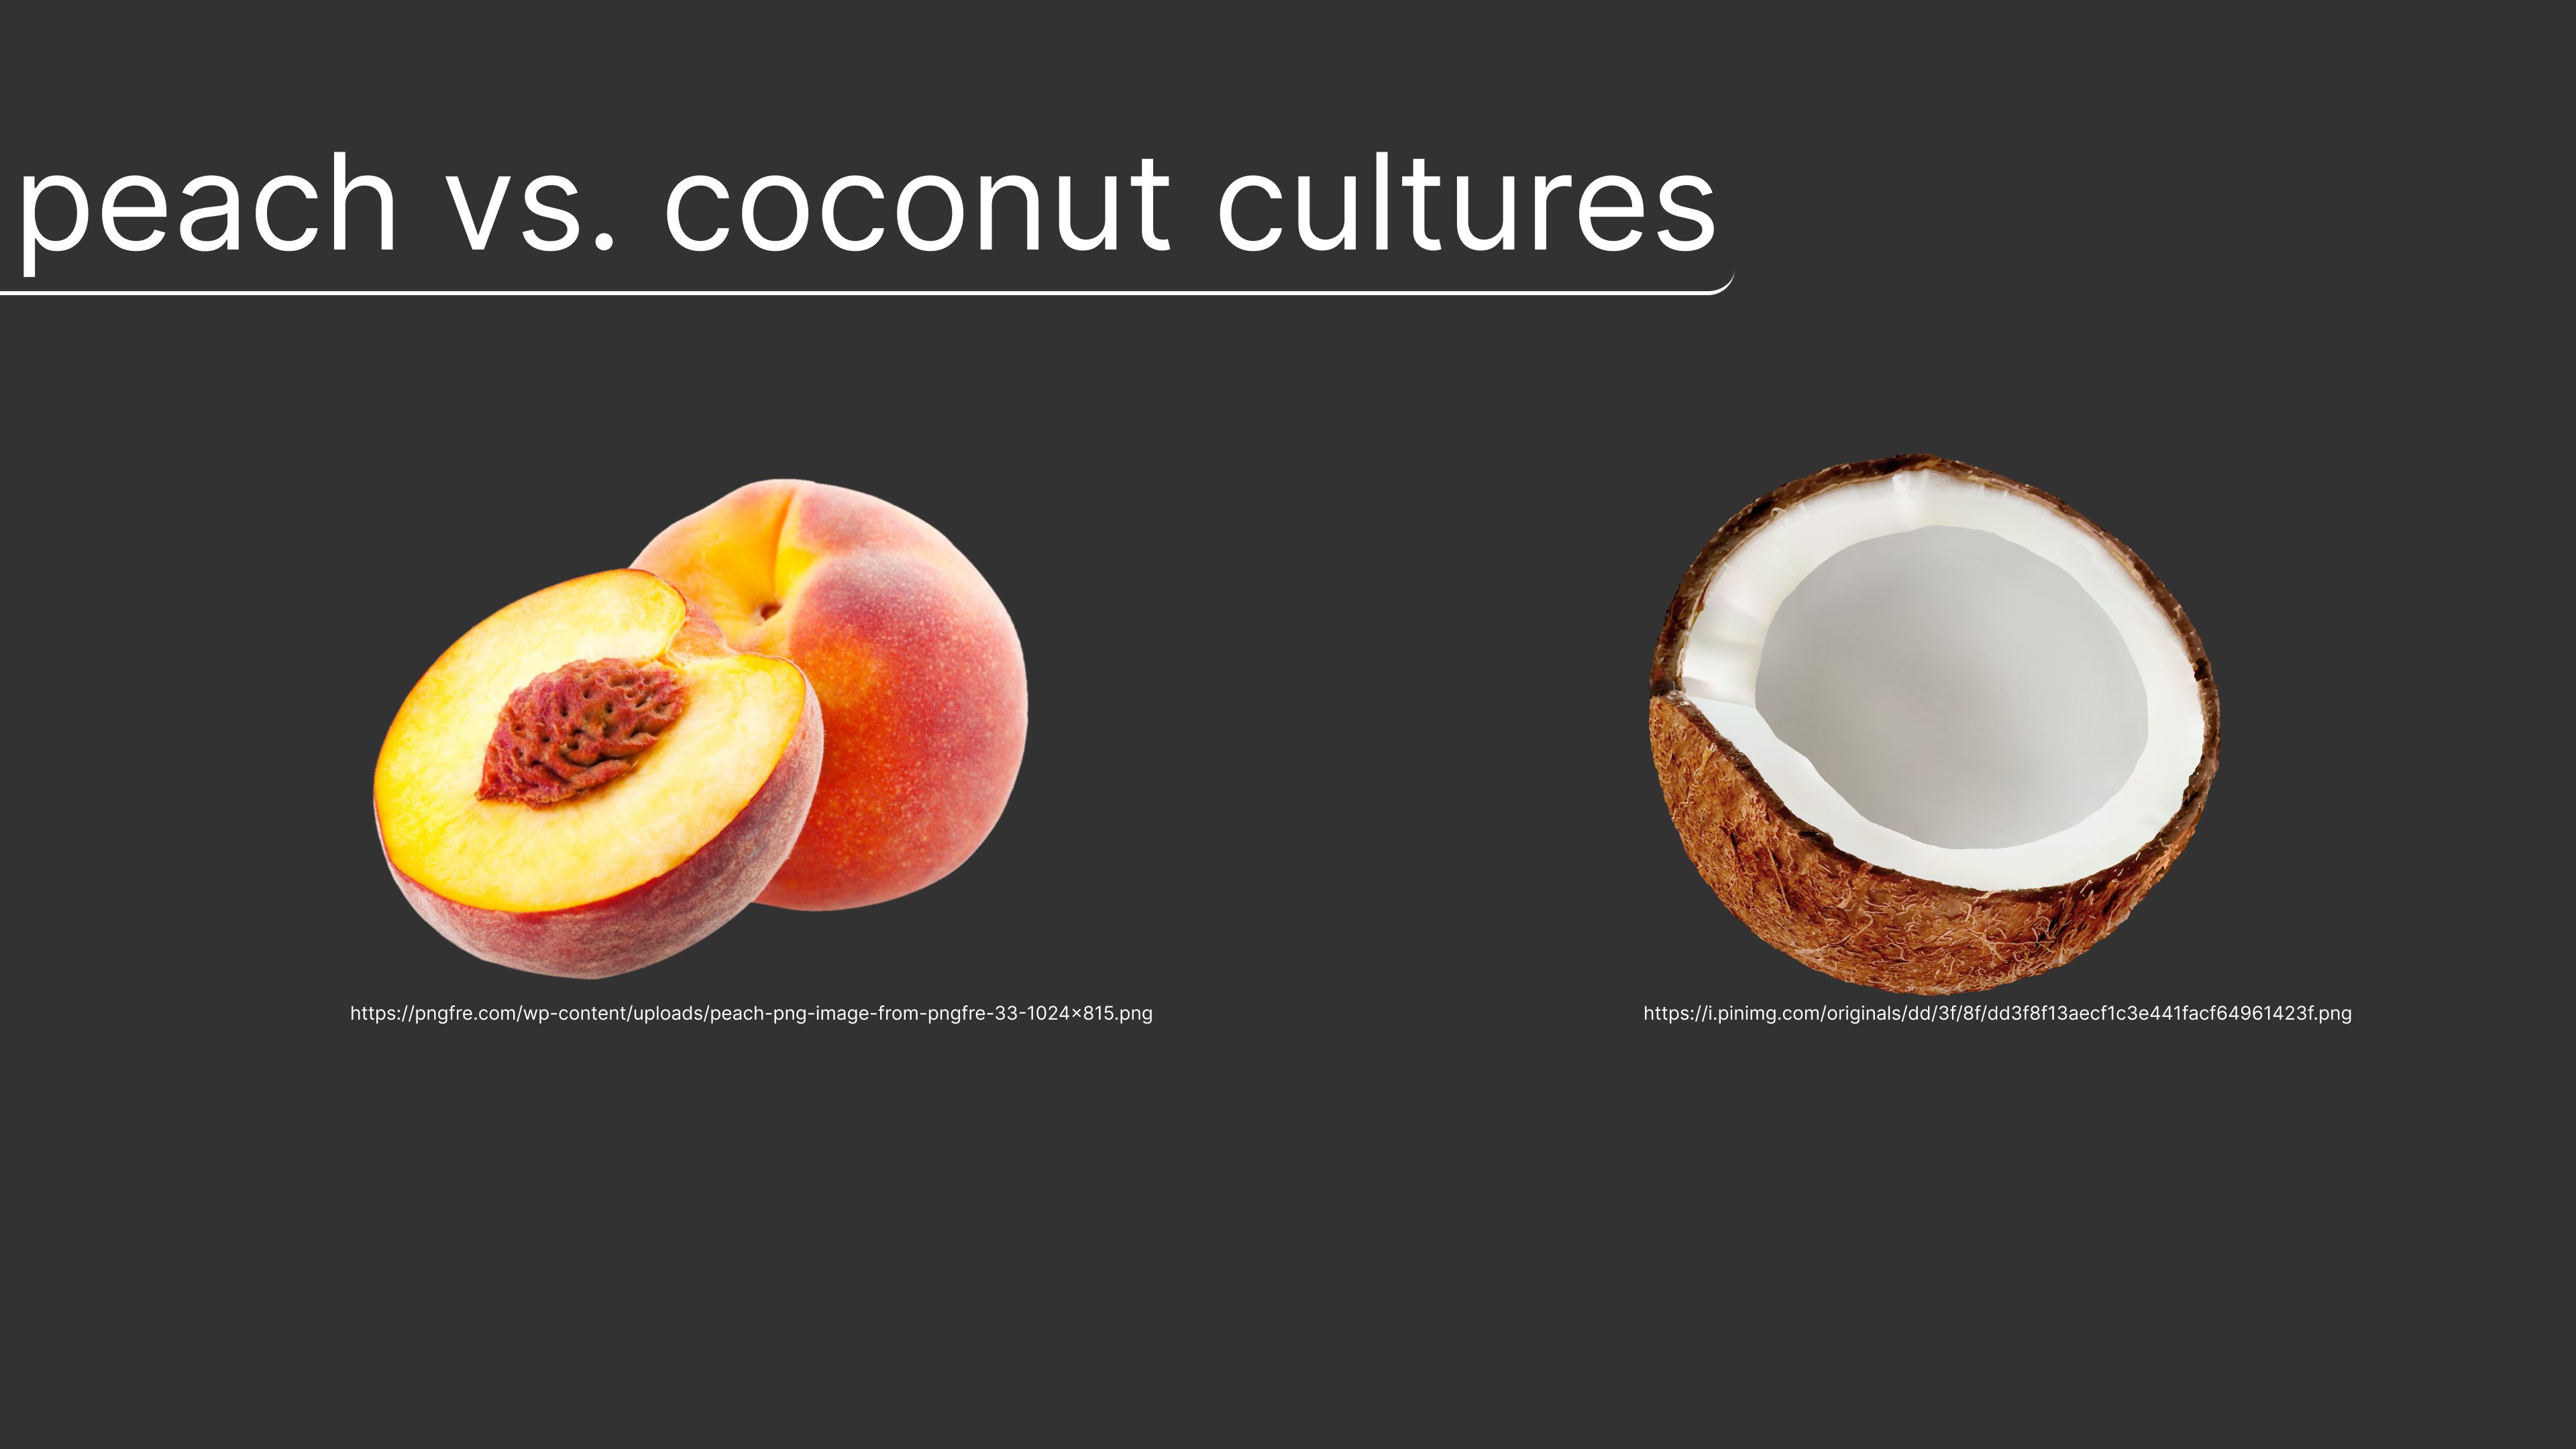 peach vs. coconut cultures
https://pngfre.com/wp-content/uploads/peach-png-image-from-pngfre-33-1024×815.png
https://i.pinimg.com/originals/dd/3f/8f/dd3f8f13aecf1c3e441facf64961423f.png